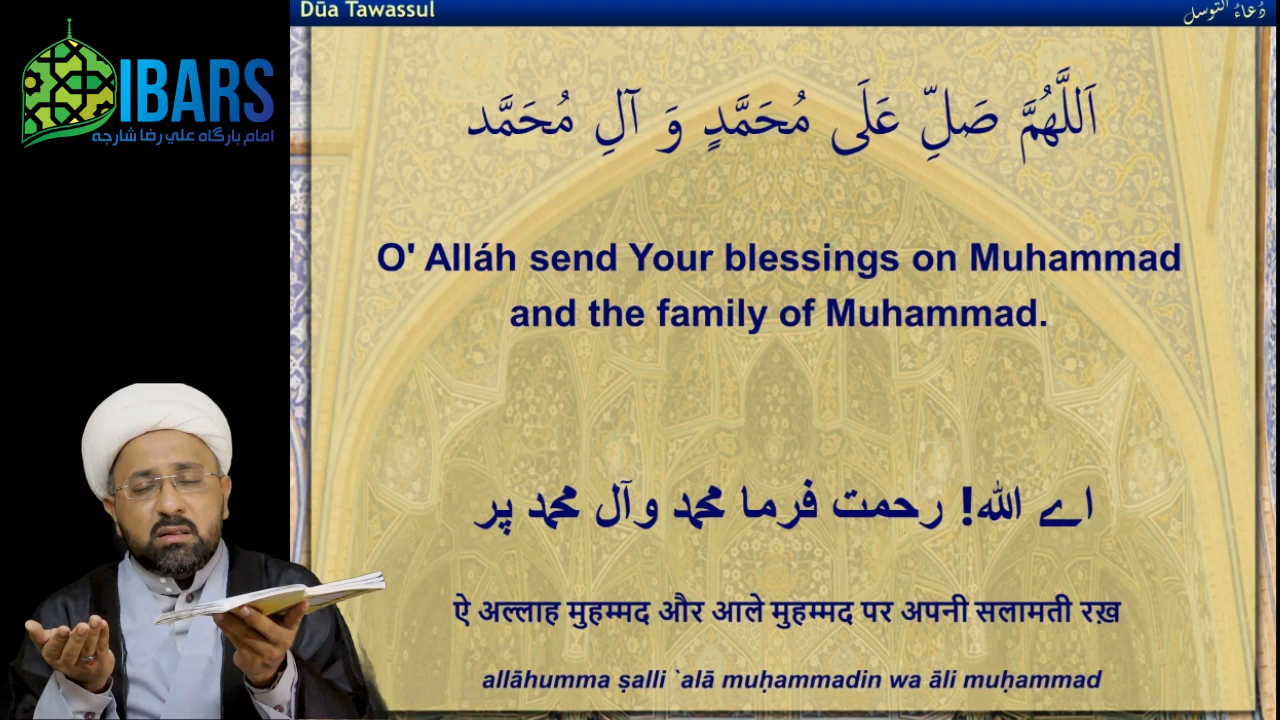 Dūa Tawassul
دُعاءُ التوسل
IBARS
امام بارگاه علي رضا شارجه
اَللَّهُمَّ صَلِّ عَلَى مُحَمَّدٍ وَ آلِ مُحَمَّد
O' Alláh send Your blessings on Muhammad
and the family of Muhammad.
اے اللہ! رحمت فرما محمد وآل محمد پر
ऐ अल्लाह मुहम्मद और आले मुहम्मद पर अपनी सलामती रख़
allāhumma ṣalli `alā muḥammadin wa āli muḥammad